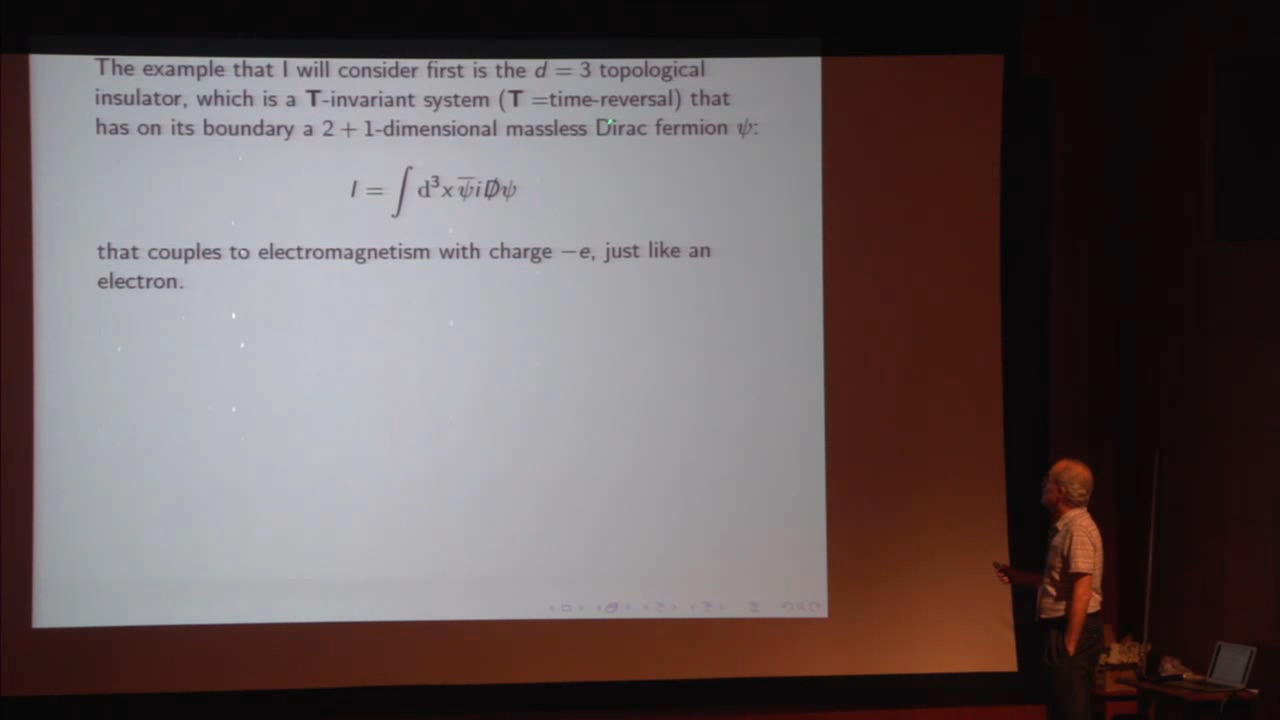 The example that I will consider first is the d = 3 topological
insulator, which is a T-invariant system (T =time-reversal) that
has on its boundary a 2 + 1-dimensional massless Dirac fermion ψ:
I = ∫ d³x ψ̅iD̸ψ
that couples to electromagnetism with charge −e, just like an
electron.